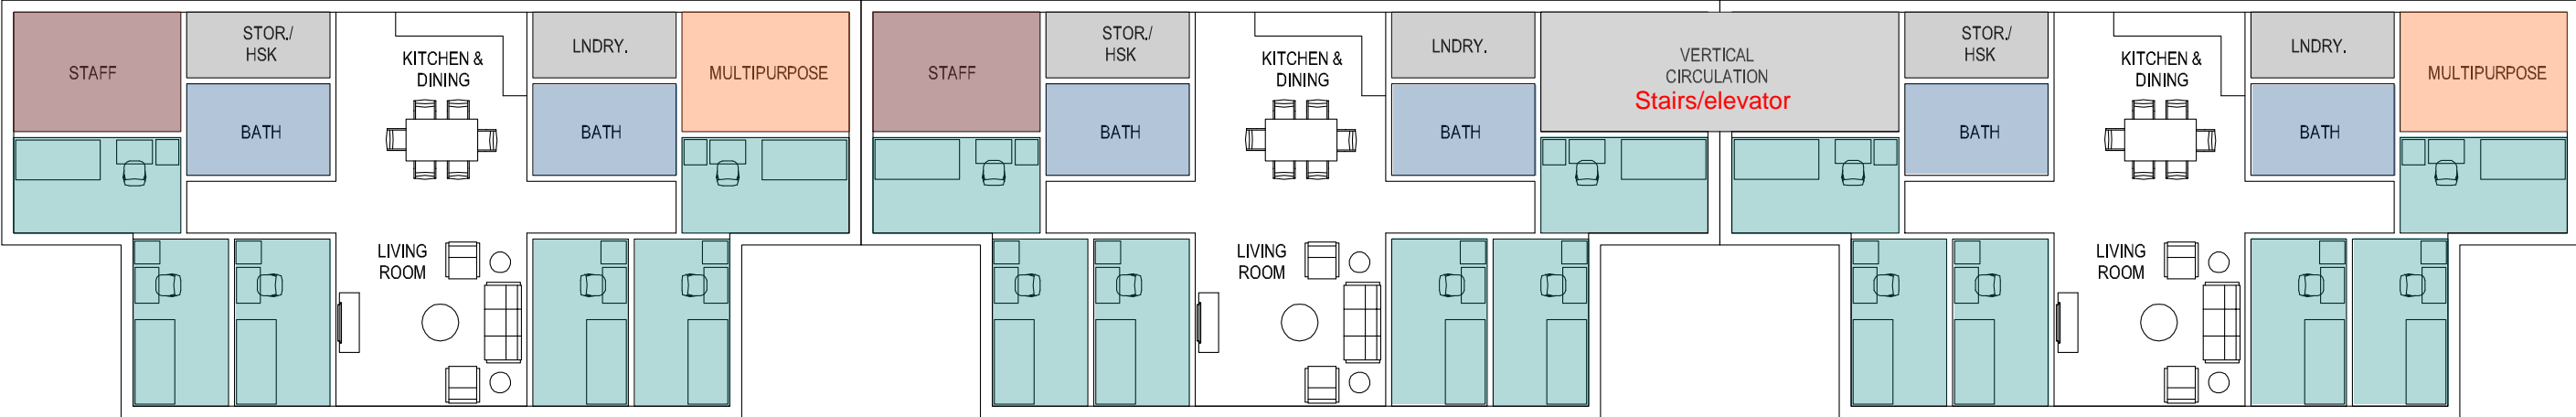 STAFF
STOR./
HSK
KITCHEN &
DINING
LNDRY.
MULTIPURPOSE
BATH
BATH
LIVING
ROOM
STAFF
STOR./
HSK
KITCHEN &
DINING
LNDRY.
VERTICAL
CIRCULATION
Stairs/elevator
BATH
BATH
LIVING
ROOM
STOR./
HSK
KITCHEN &
DINING
LNDRY.
MULTIPURPOSE
BATH
BATH
LIVING
ROOM